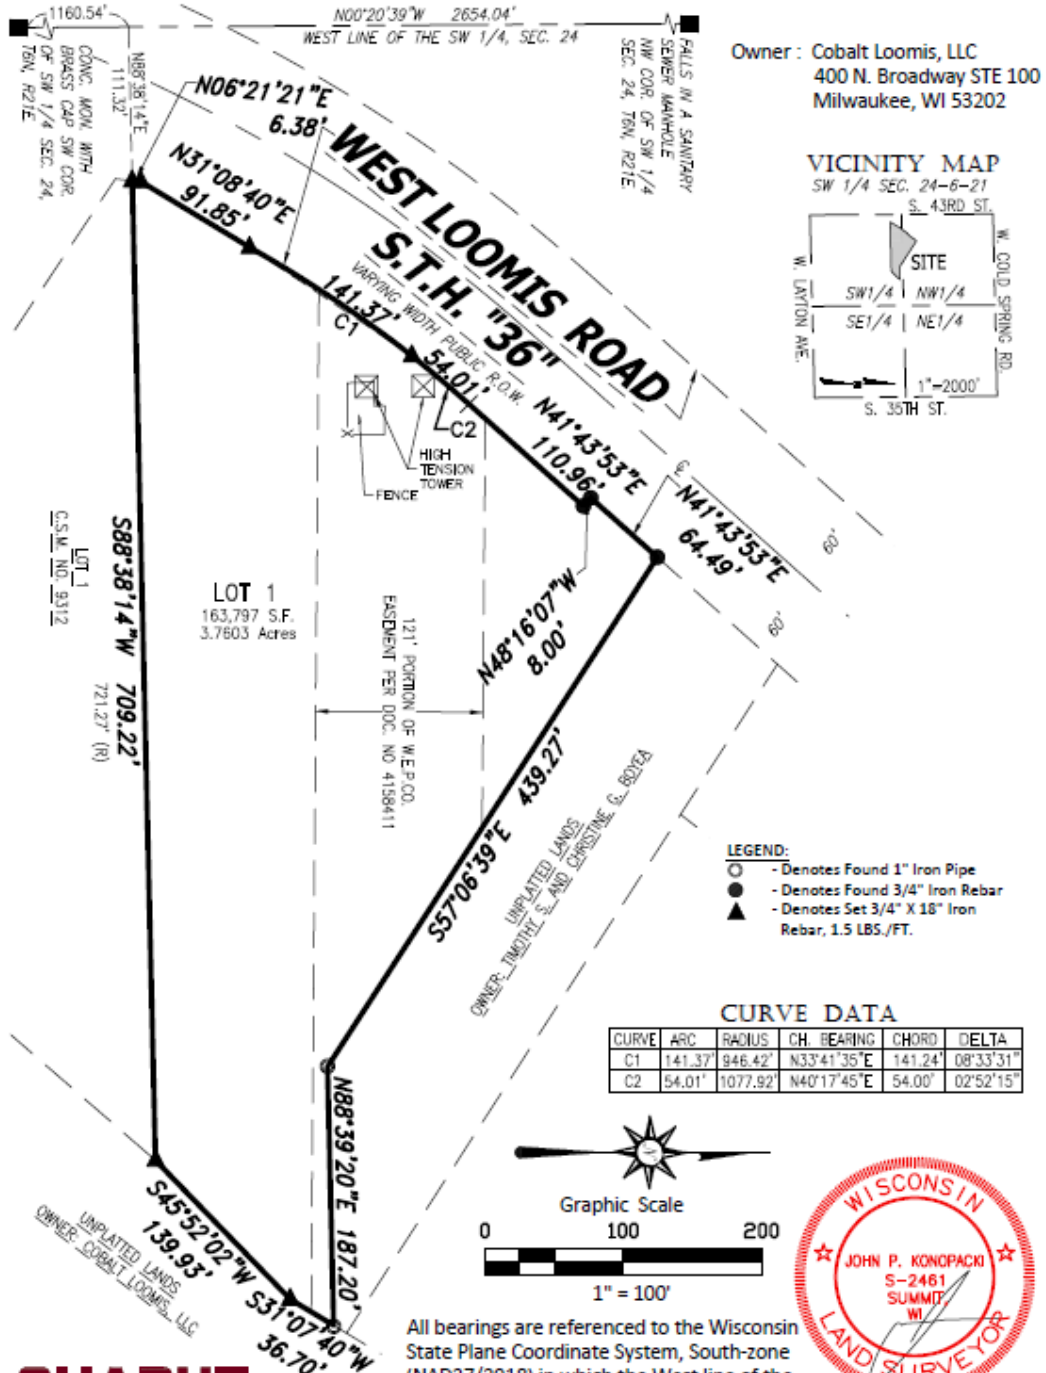 1160.54'
N00°20'39"W 2654.04'
WEST LINE OF THE SW 1/4, SEC. 24
CONC. MON. WITH
BRASS CAP SW COR.
OF SW 1/4 SEC. 24,
T6N, R21E
N88°38'14"E
111.32'
FALLS IN A SANITARY
SEWER MANHOLE
NW COR. OF SW 1/4
SEC. 24, T6N, R21E
Owner : Cobalt Loomis, LLC
400 N. Broadway STE 100
Milwaukee, WI 53202
VICINITY MAP
SW 1/4 SEC. 24-6-21
S. 43RD ST.
W. LAYTON AVE.
W. COLD SPRING RD.
SITE
SW1/4 NW1/4
SE1/4 NE1/4
1"=2000'
S. 35TH ST.
N06°21'21"E
6.38'
N31°08'40"E
91.85'
WEST LOOMIS ROAD
S.T.H. "36"
VARYING WIDTH PUBLIC R.O.W.
141.37'
C1
54.01'
C2
N41°43'53"E
110.96'
N41°43'53"E
64.49'
60'
60'
HIGH
TENSION
TOWER
FENCE
X
N48°16'07"W
8.00'
LOT 1
C.S.M. NO. 9312
S88°38'14"W 709.22'
721.27' (R)
LOT 1
163,797 S.F.
3.7603 Acres
121' PORTION OF W.E.P.CO.
EASEMENT PER DOC. NO 4158411
S57°06'39"E 439.27'
UNPLATTED LANDS
OWNER: TIMOTHY S. AND CHRISTINE G. BOYEA
LEGEND:
- Denotes Found 1" Iron Pipe
- Denotes Found 3/4" Iron Rebar
- Denotes Set 3/4" X 18" Iron
Rebar, 1.5 LBS./FT.
CURVE DATA
CURVE ARC RADIUS CH. BEARING CHORD DELTA
C1 141.37' 946.42' N33°41'35"E 141.24' 08°33'31"
C2 54.01' 1077.92' N40°17'45"E 54.00' 02°52'15"
N88°39'20"E 187.20'
S45°52'02"W
139.93'
S31°07'40"W
36.70'
UNPLATTED LANDS
OWNER: COBALT LOOMIS, LLC
N
Graphic Scale
0 100 200
1" = 100'
WISCONSIN
JOHN P. KONOPACKI
S-2461
SUMMIT,
WI
LAND SURVEYOR
All bearings are referenced to the Wisconsin
State Plane Coordinate System, South-zone
(NAD27/2010) in which the West line of the